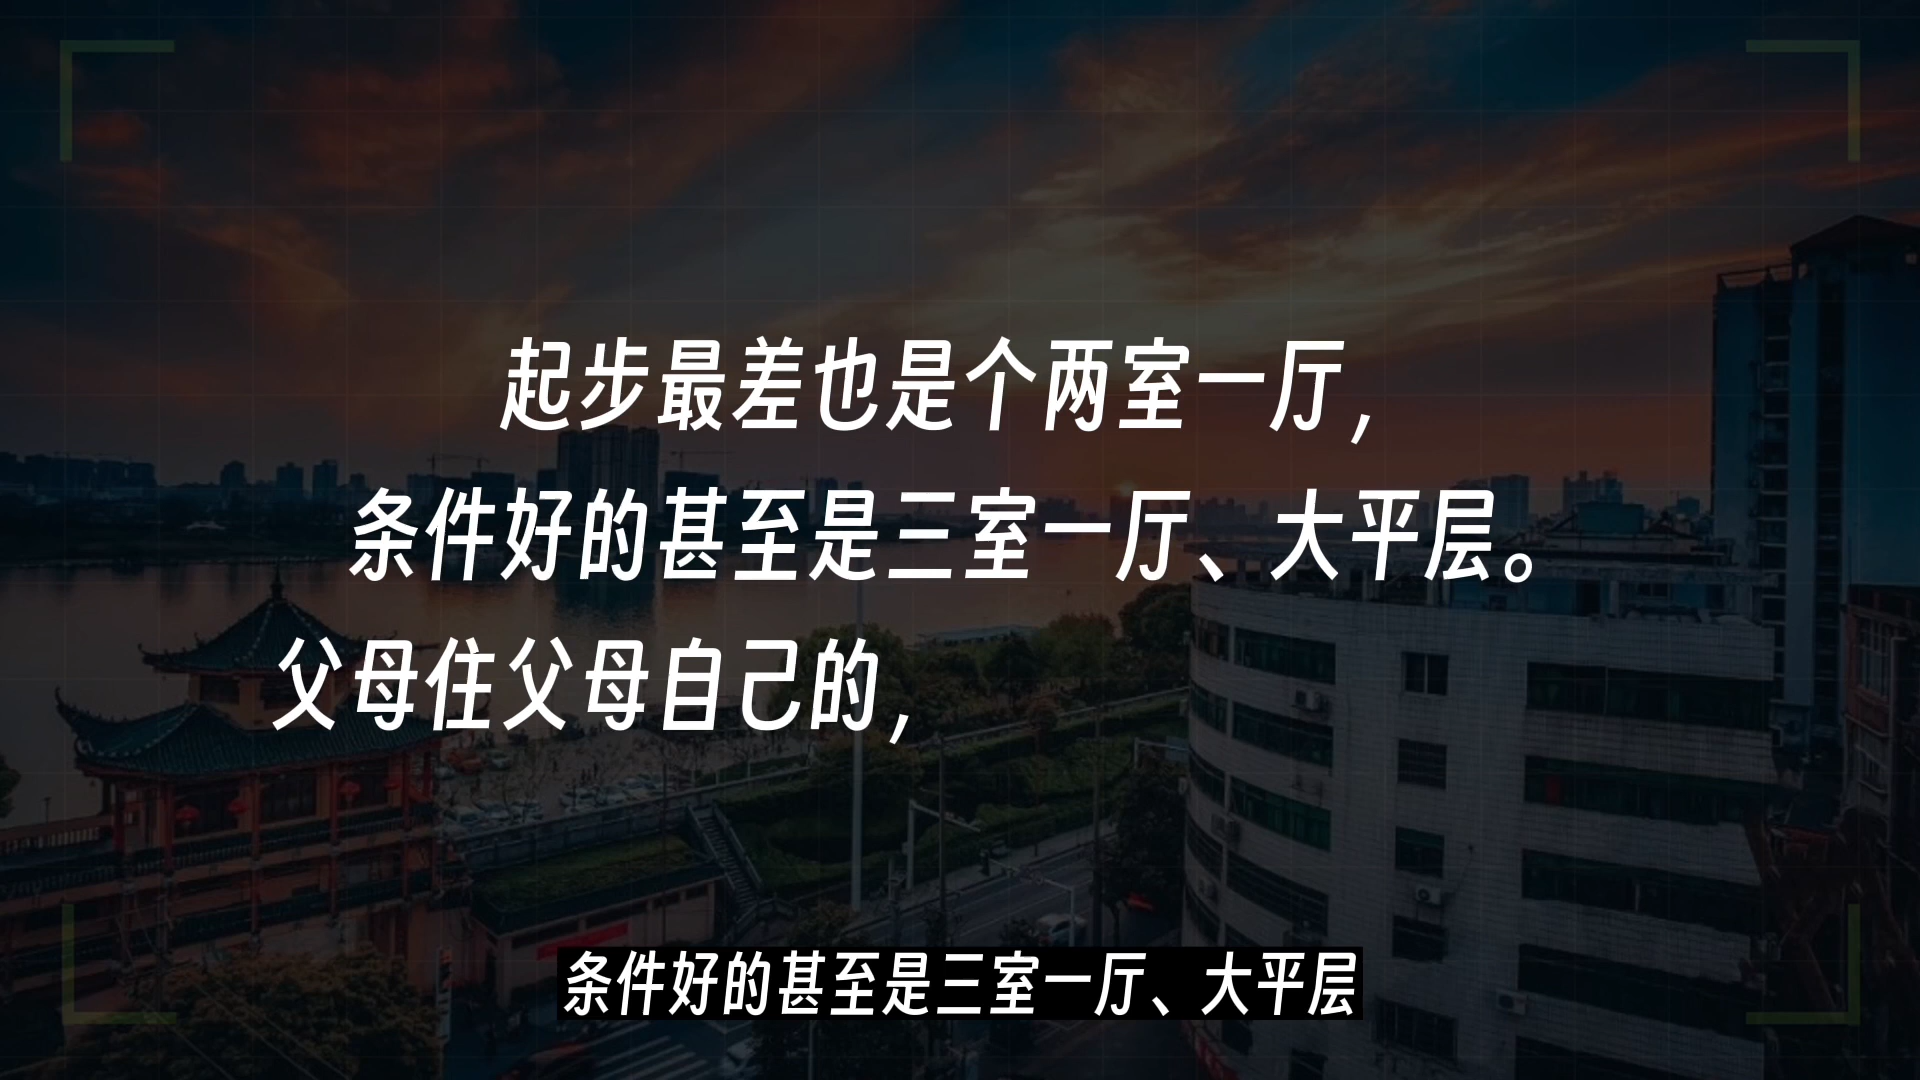 起步最差也是个两室一厅，
条件好的甚至是三室一厅、大平层。
父母住父母自己的，
条件好的甚至是三室一厅、大平层